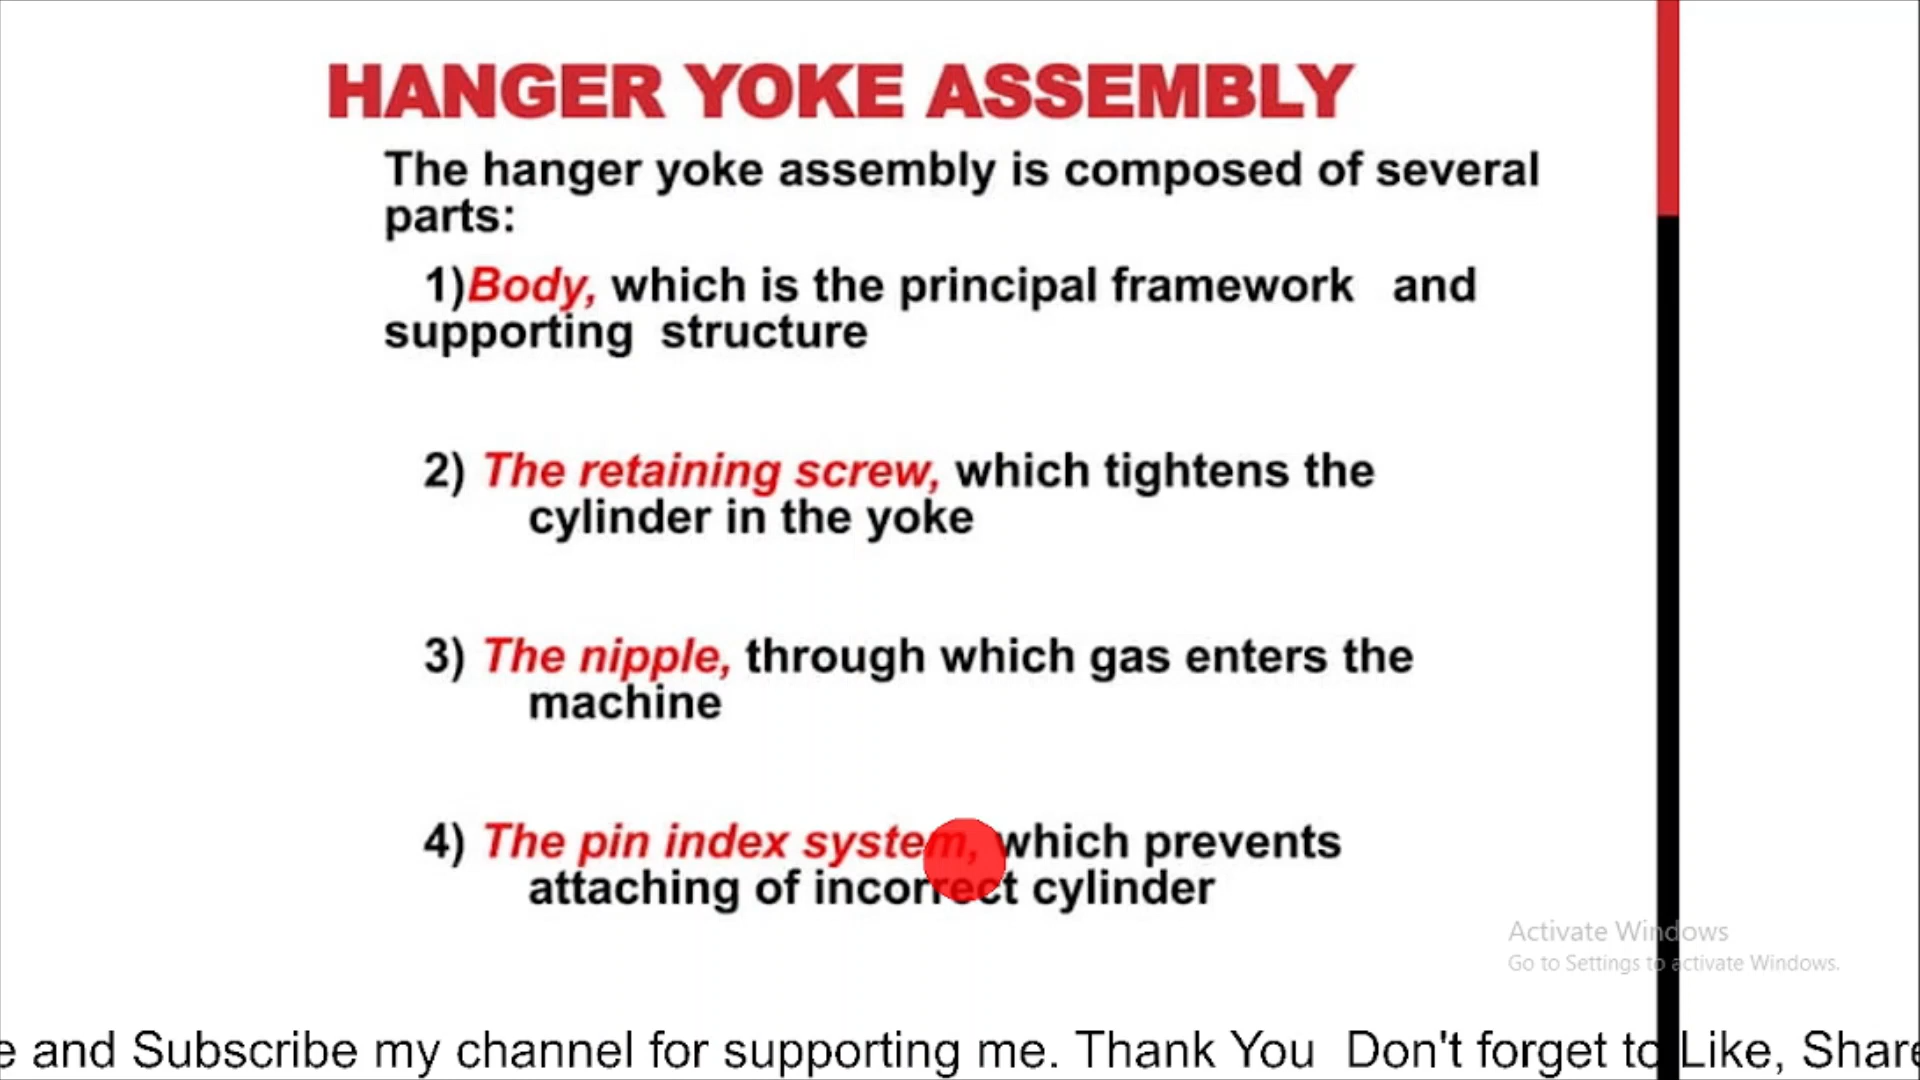 HANGER YOKE ASSEMBLY
The hanger yoke assembly is composed of several
parts:
1)Body, which is the principal framework and
supporting structure
2) The retaining screw, which tightens the
cylinder in the yoke
3) The nipple, through which gas enters the
machine
4) The pin index system, which prevents
attaching of incorrect cylinder
Activate Windows
Go to Settings to activate Windows.
e and Subscribe my channel for supporting me. Thank You Don't forget to Like, Share